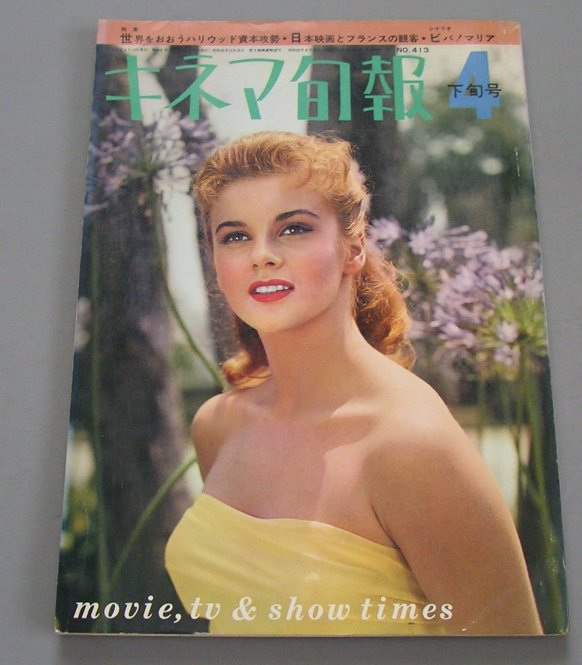 特集
シナリオ
世界をおおうハリウッド資本攻勢・日本映画とフランスの観客・ビバ!マリア
NO.413
キネマ旬報
4
下旬号
movie, tv & show times